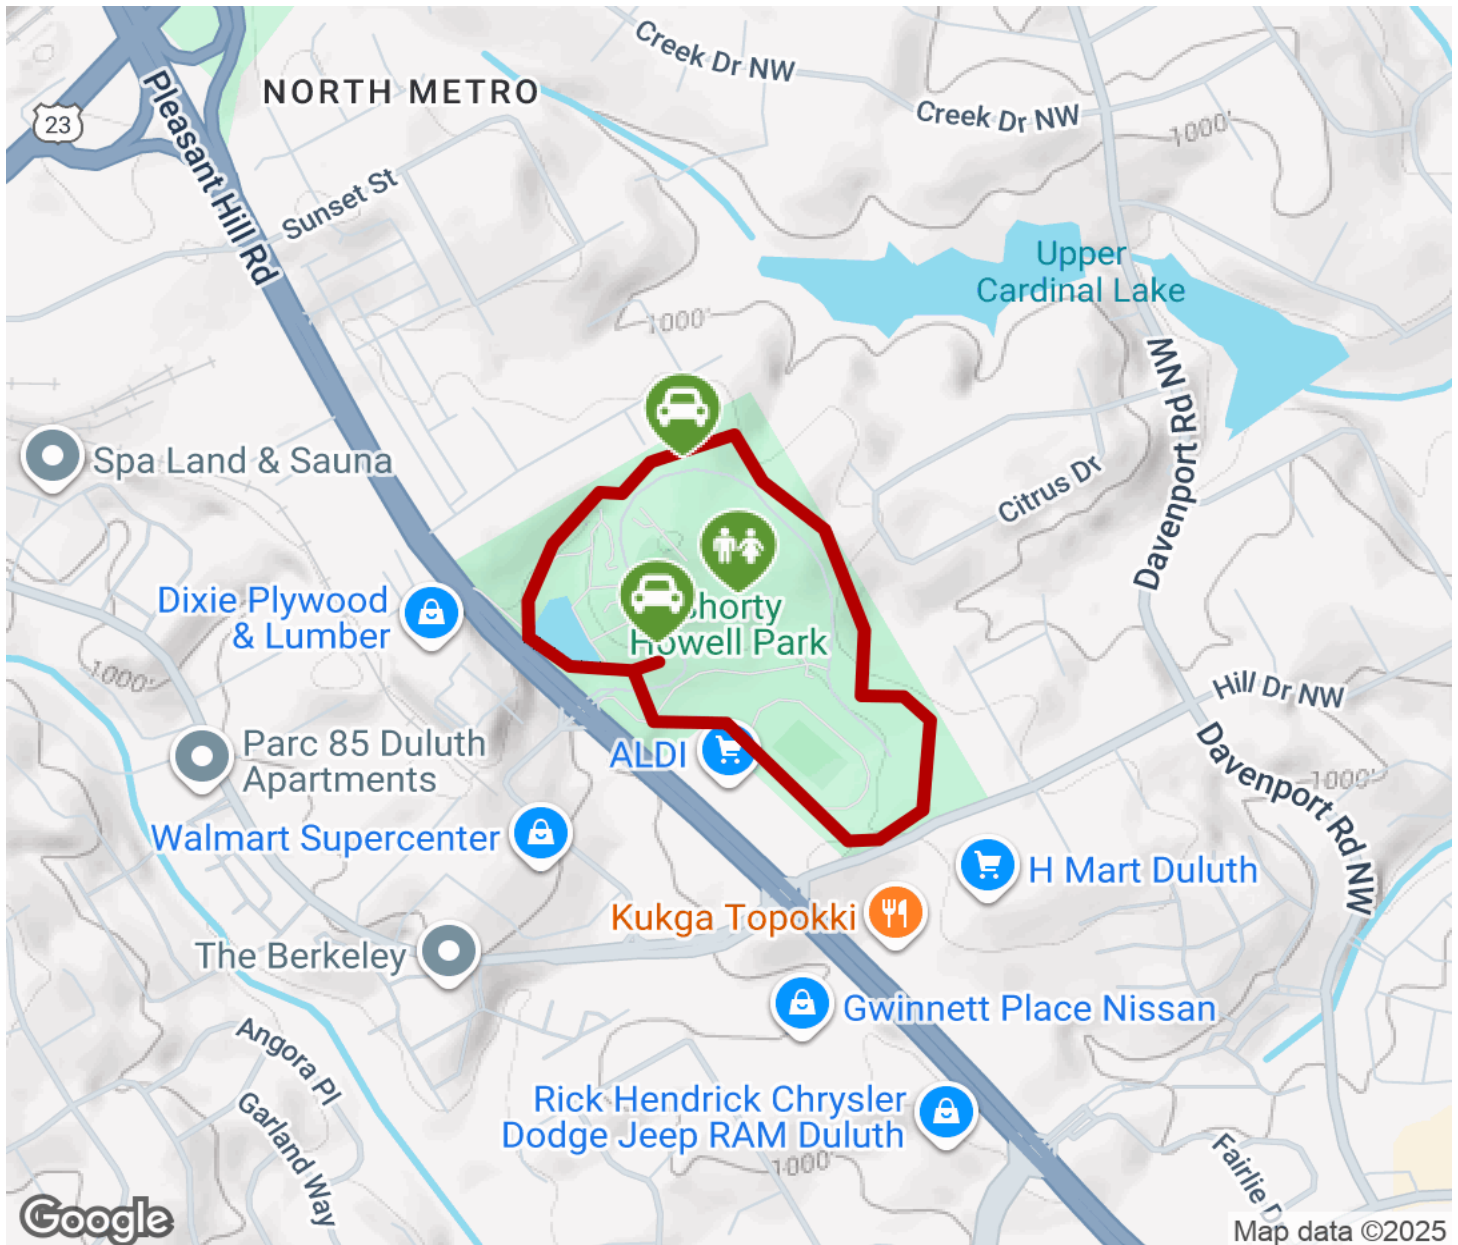 Creek Dr NW
NORTH METRO
23
Pleasant Hill Rd
Creek Dr NW
1000'
Sunset St
Upper
Cardinal Lake
1000'
Davenport Rd NW
Spa Land & Sauna
Citrus Dr
Dixie Plywood
& Lumber
Shorty
Howell Park
1000'
Hill Dr NW
Parc 85 Duluth
Apartments
ALDI
Davenport Rd NW
1000'
Walmart Supercenter
H Mart Duluth
Kukga Topokki
The Berkeley
Gwinnett Place Nissan
Angora Pl
Rick Hendrick Chrysler
Dodge Jeep RAM Duluth
Garland Way
1000'
Fairlie D
Google
Map data ©2025